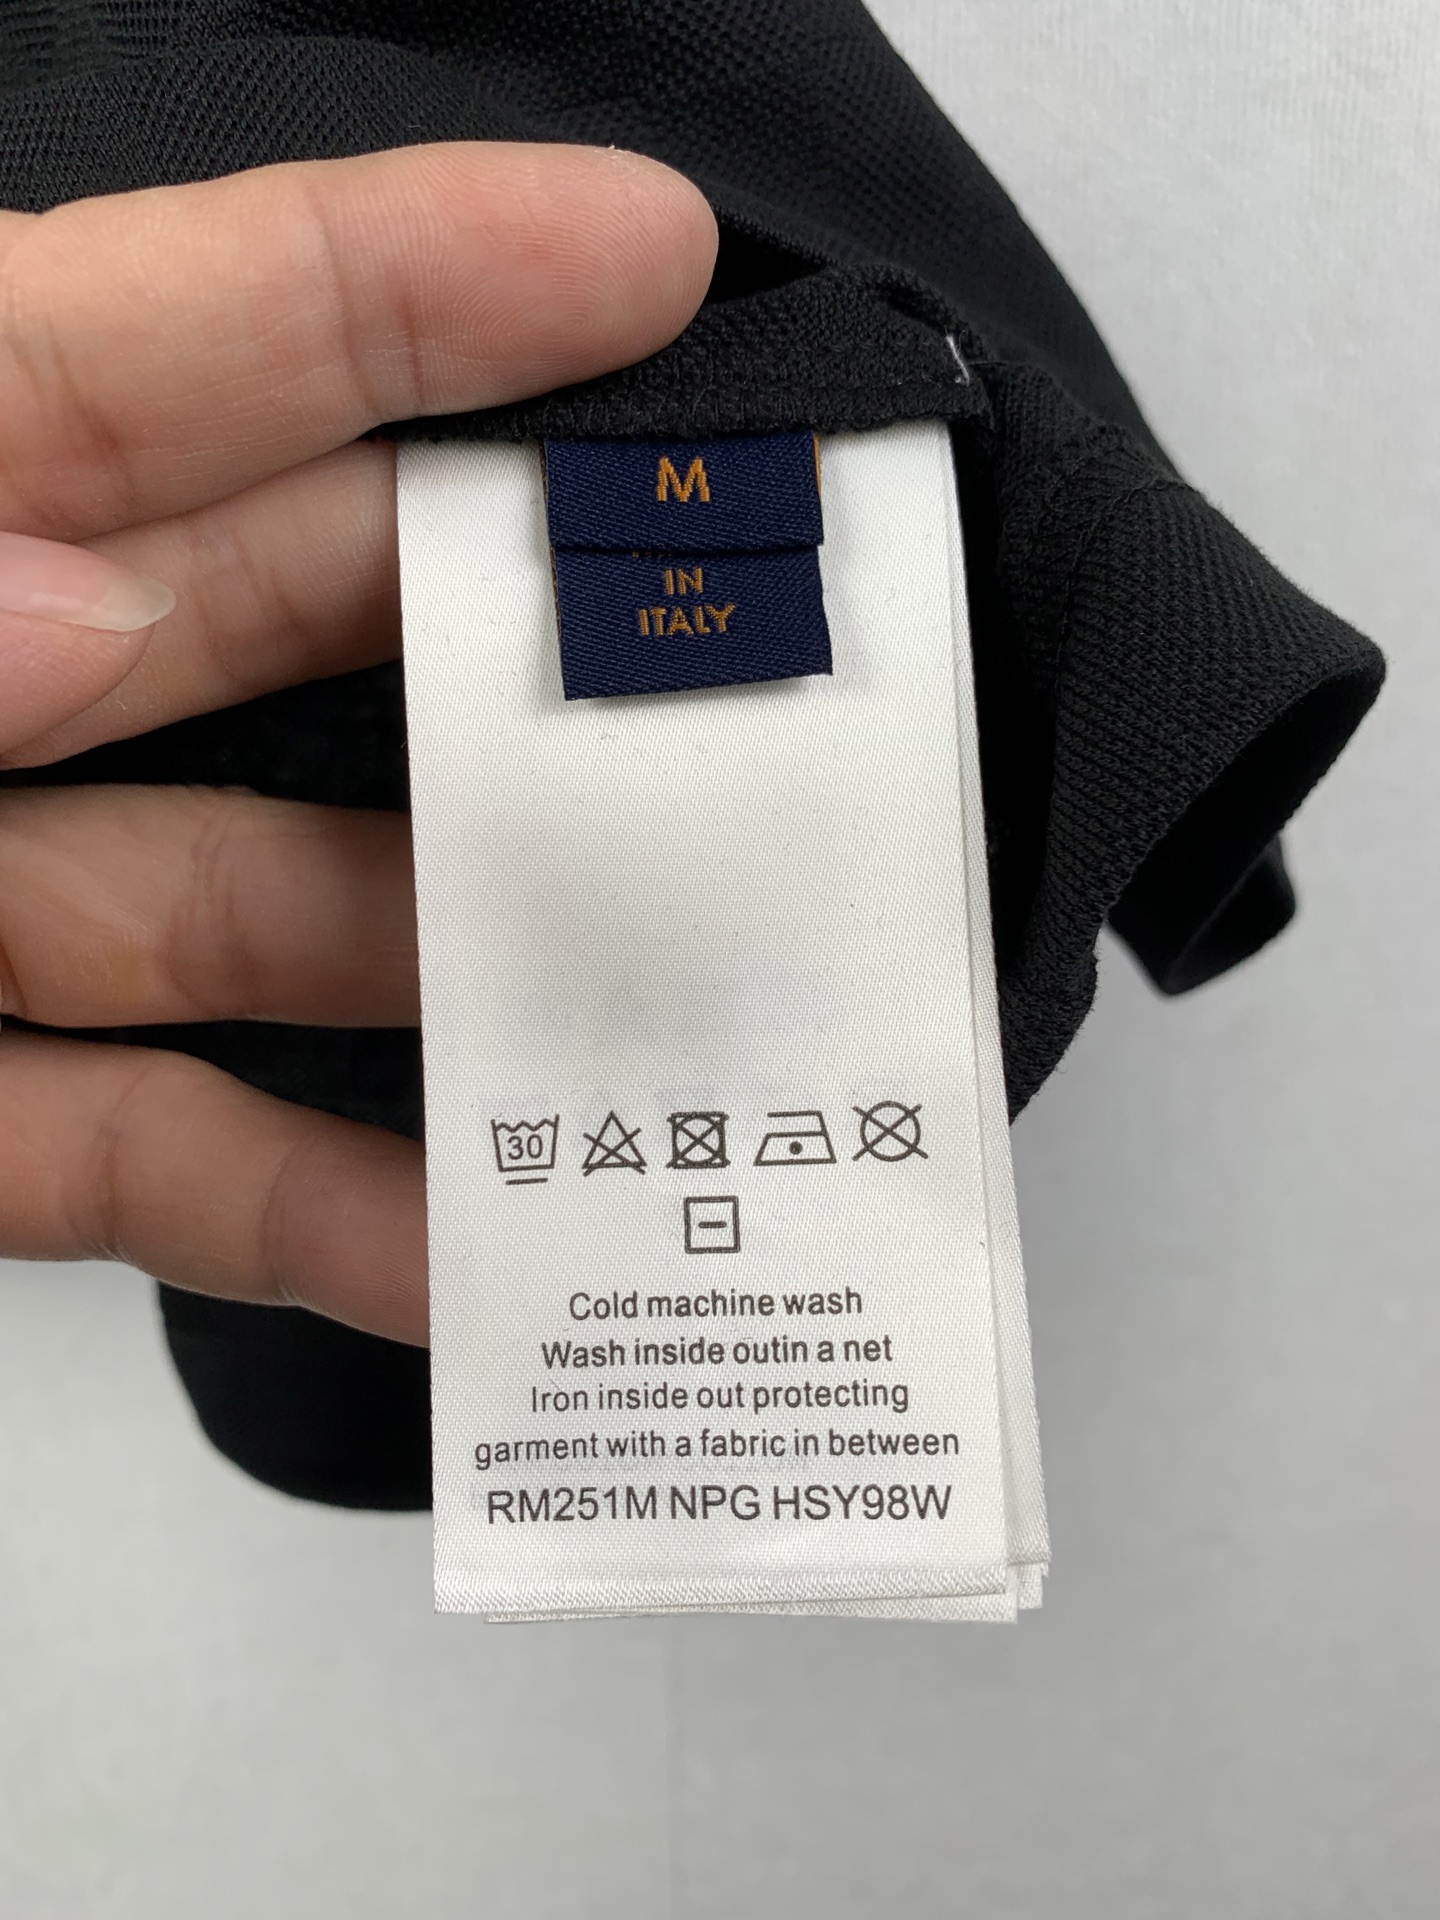 M
IN
ITALY
30
Cold machine wash
Wash inside outin a net
Iron inside out protecting
garment with a fabric in between
RM251M NPG HSY98W